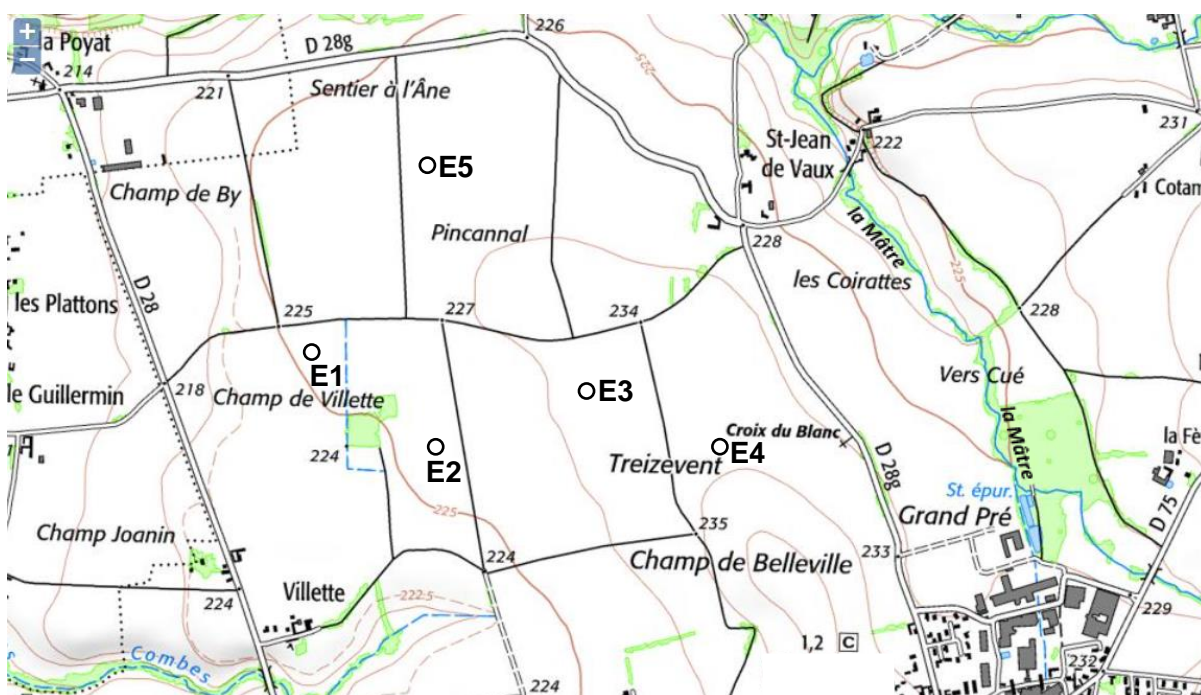 +
−
la Poyat
214
D 28g
226
221
Sentier à l'Âne
225
St-Jean
de Vaux
222
231
Cotam
Champ de By
E5
Pincannal
la Mâtre
228
les Coirattes
225
les Plattons
D 28
225
227
234
228
E1
Vers Cué
le Guillermin
218
Champ de Villette
E3
la Mâtre
Croix du Blanc
E4
E2
224
Treizevent
D 28g
la Fè
St. épur.
225
Grand Pré
D 75
Champ Joanin
235
224
Champ de Belleville
233
224
Villette
222.5
229
1,2 C
Combes
232
224